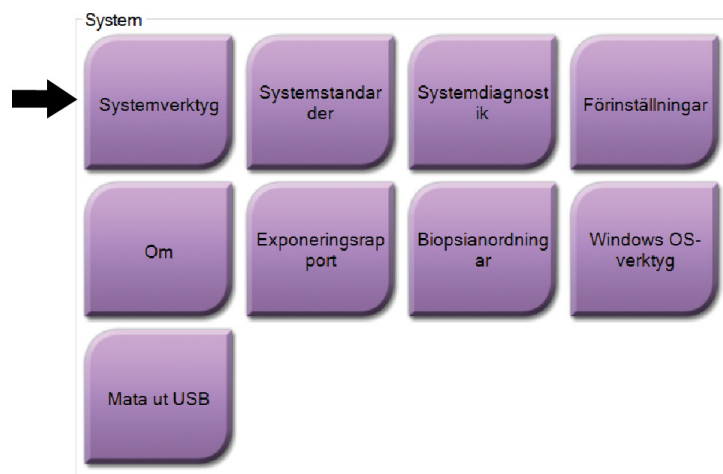 System
Systemverktyg
Systemstandar
der
Systemdiagnost
ik
Förinställningar
Om
Exponeringsrap
port
Biopsianordning
ar
Windows OS-
verktyg
Mata ut USB